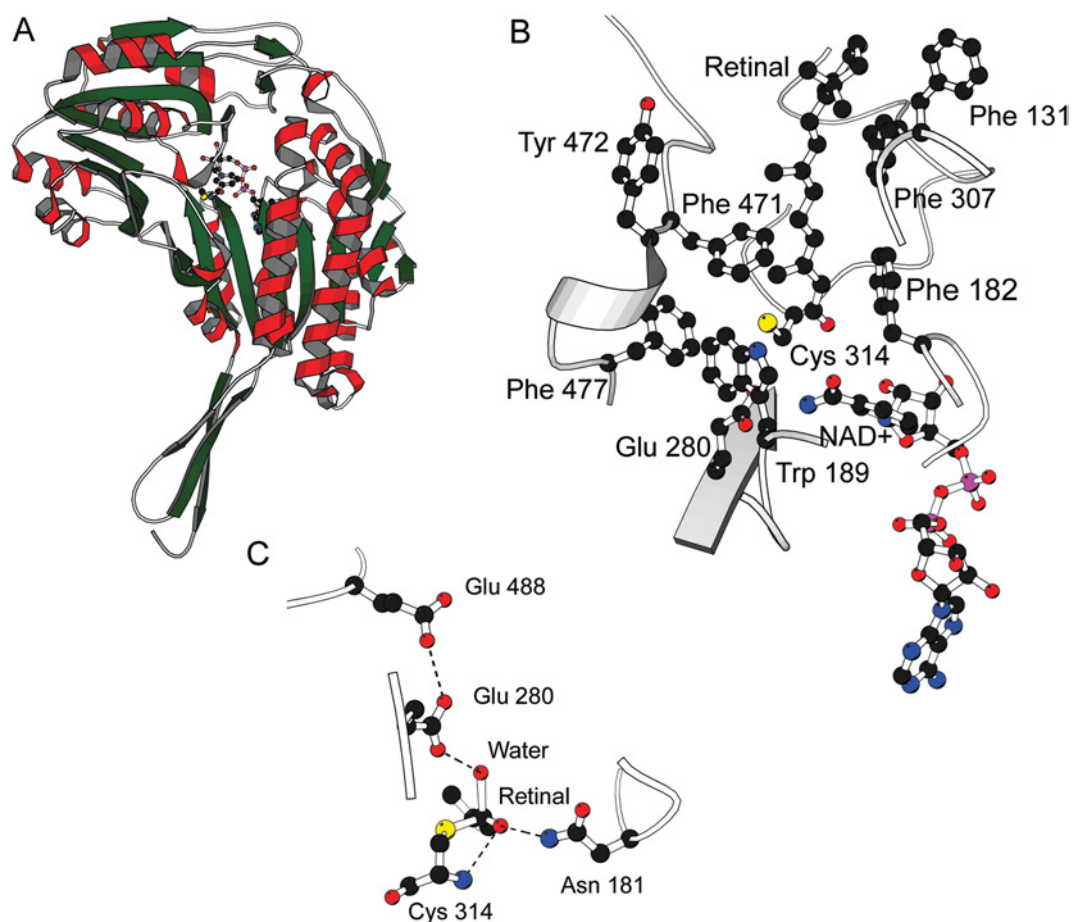 A
B
Retinal
Phe 131
Tyr 472
Phe 471
Phe 307
Phe 182
Cys 314
Phe 477
NAD+
Glu 280
Trp 189
C
Glu 488
Glu 280
Water
Retinal
Asn 181
Cys 314